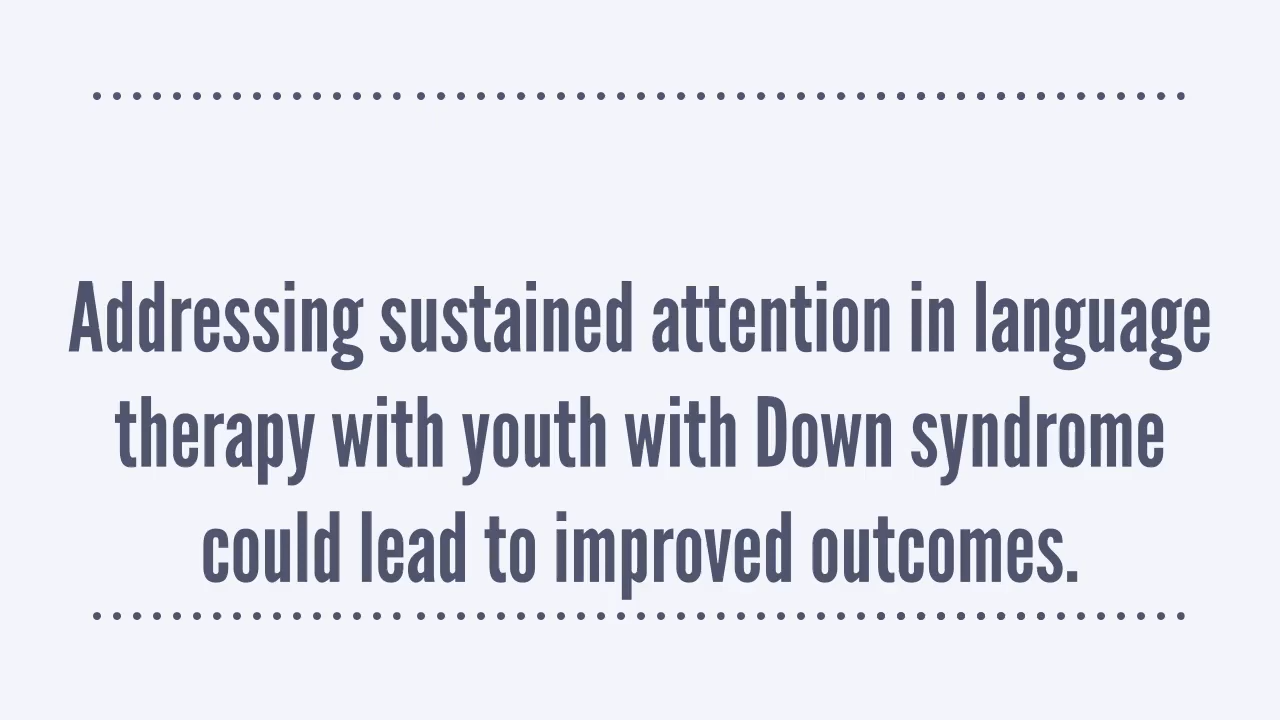 Addressing sustained attention in language
therapy with youth with Down syndrome
could lead to improved outcomes.